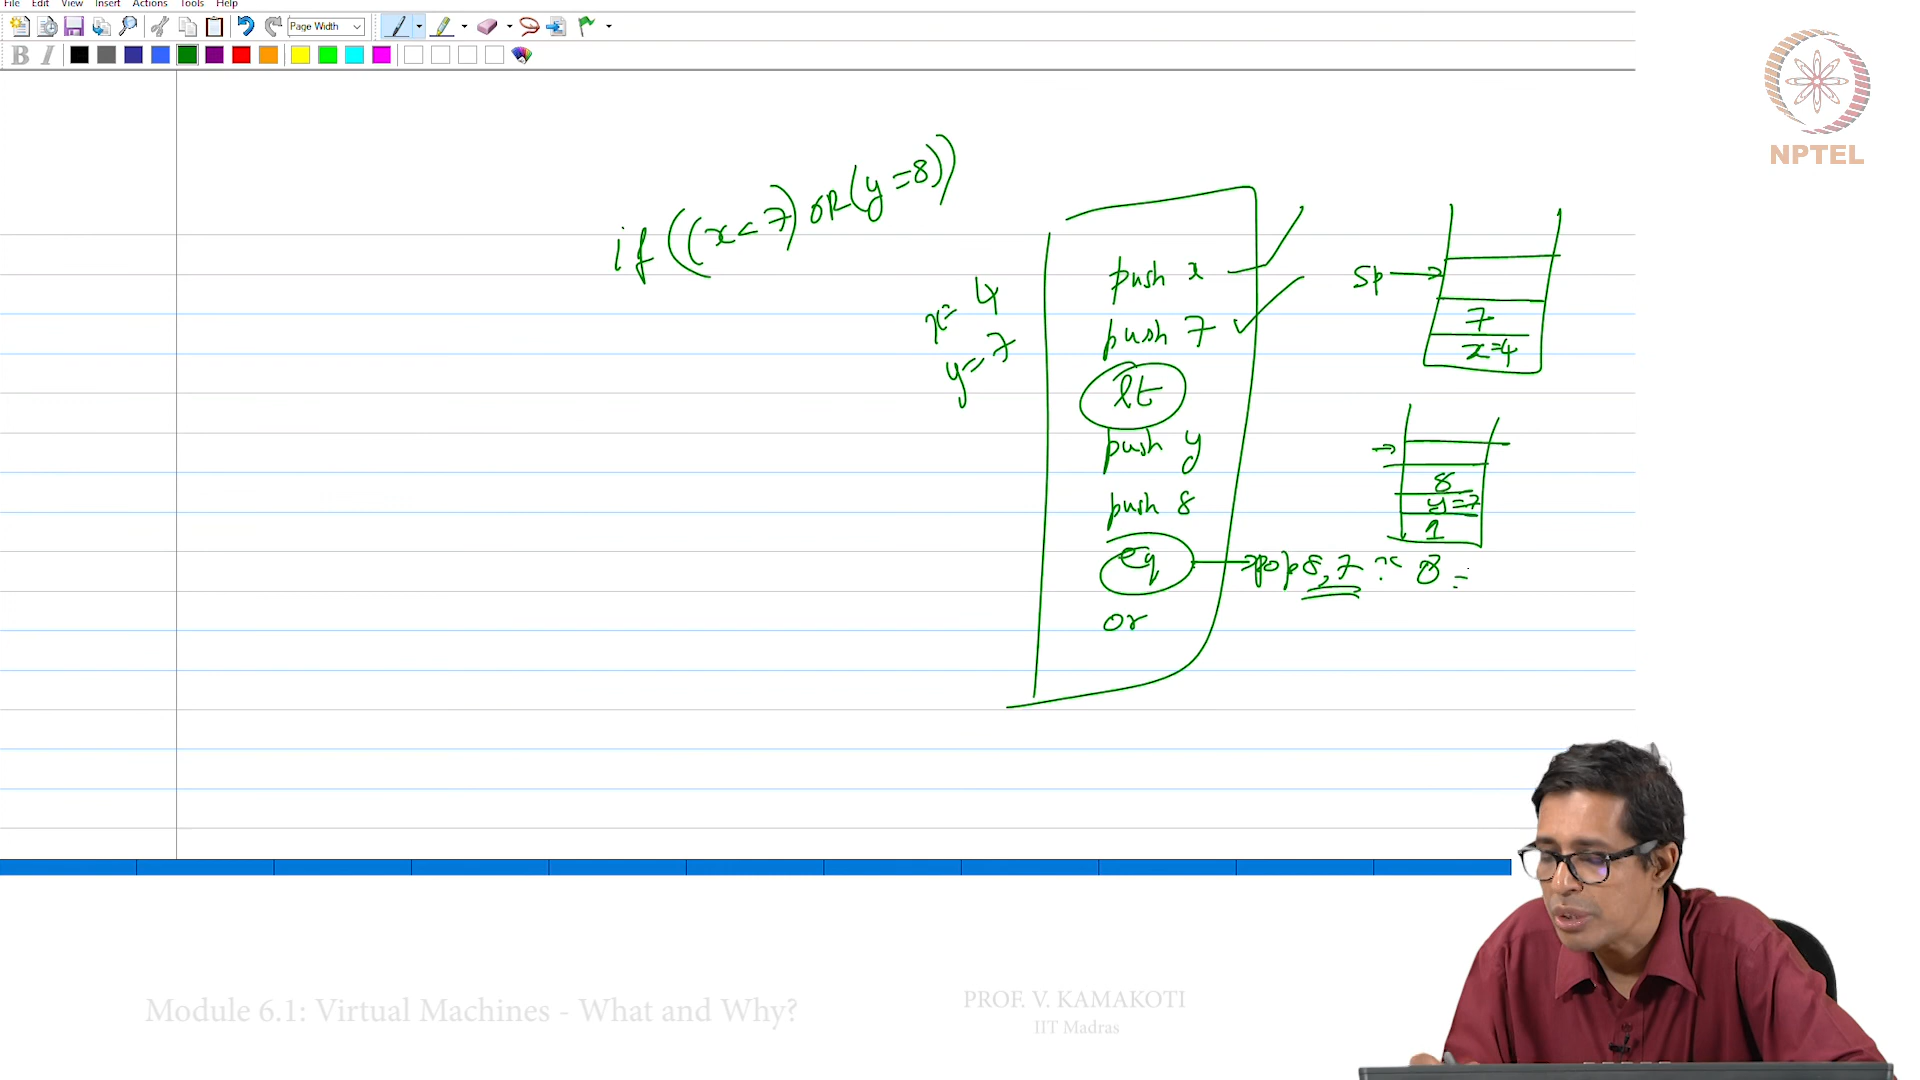 File Edit View Insert Actions Tools Help
Page Width
B I
NPTEL
if ((x<7) OR (y=8))
x=4
y=7
push x
push 7
lt
push y
push 8
eq
or
SP
7
x=4
8
y=7
1
pop 8, 7
8 =
Module 6.1: Virtual Machines - What and Why?
PROF. V. KAMAKOTI
IIT Madras